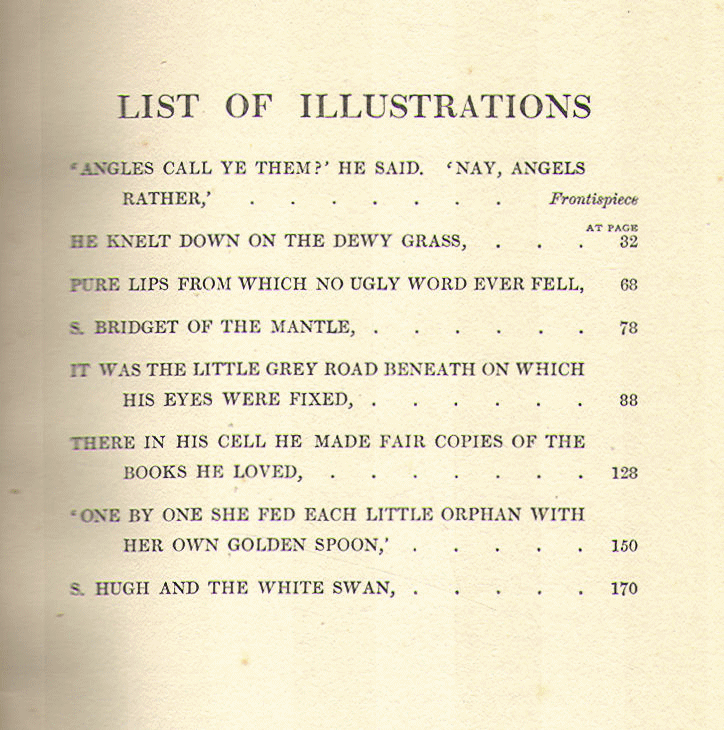 LIST OF ILLUSTRATIONS
‘ANGLES CALL YE THEM?’ HE SAID. ‘NAY, ANGELS
RATHER,’ . . . . . . . Frontispiece
AT PAGE
HE KNELT DOWN ON THE DEWY GRASS, . . . 32
PURE LIPS FROM WHICH NO UGLY WORD EVER FELL, 68
S. BRIDGET OF THE MANTLE, . . . . . . 78
IT WAS THE LITTLE GREY ROAD BENEATH ON WHICH
HIS EYES WERE FIXED, . . . . . . 88
THERE IN HIS CELL HE MADE FAIR COPIES OF THE
BOOKS HE LOVED, . . . . . . . 128
‘ONE BY ONE SHE FED EACH LITTLE ORPHAN WITH
HER OWN GOLDEN SPOON,’ . . . . . 150
S. HUGH AND THE WHITE SWAN, . . . . . 170